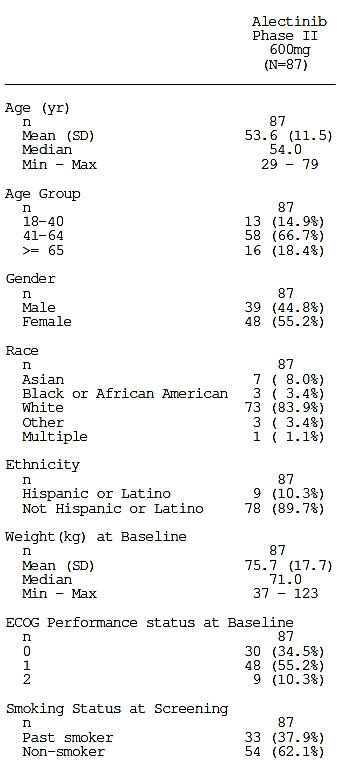 Alectinib
Phase II
600mg
(N=87)
Age (yr)
n 87
Mean (SD) 53.6 (11.5)
Median 54.0
Min - Max 29 - 79
Age Group
n 87
18-40 13 (14.9%)
41-64 58 (66.7%)
>= 65 16 (18.4%)
Gender
n 87
Male 39 (44.8%)
Female 48 (55.2%)
Race
n 87
Asian 7 ( 8.0%)
Black or African American 3 ( 3.4%)
White 73 (83.9%)
Other 3 ( 3.4%)
Multiple 1 ( 1.1%)
Ethnicity
n 87
Hispanic or Latino 9 (10.3%)
Not Hispanic or Latino 78 (89.7%)
Weight(kg) at Baseline
n 87
Mean (SD) 75.7 (17.7)
Median 71.0
Min - Max 37 - 123
ECOG Performance status at Baseline
n 87
0 30 (34.5%)
1 48 (55.2%)
2 9 (10.3%)
Smoking Status at Screening
n 87
Past smoker 33 (37.9%)
Non-smoker 54 (62.1%)